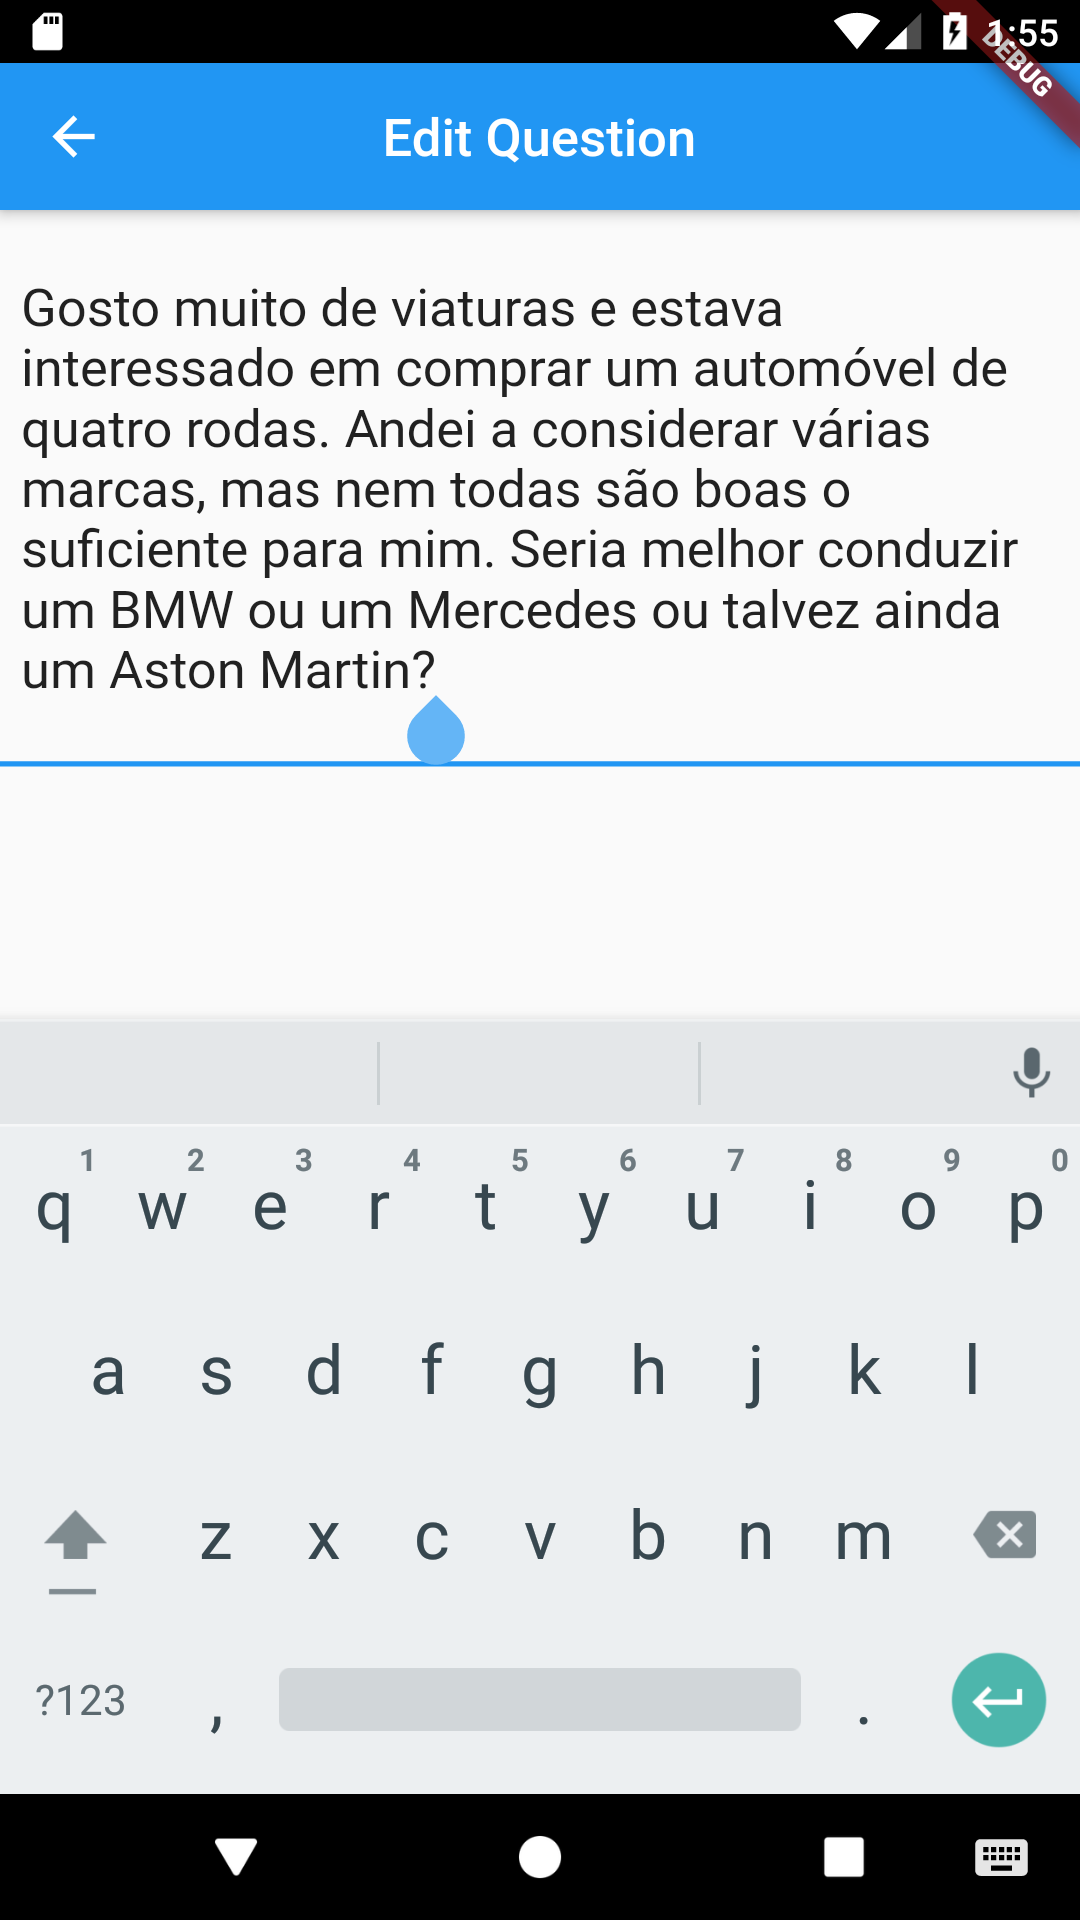 1:55
DEBUG
Edit Question
Gosto muito de viaturas e estava
interessado em comprar um automóvel de
quatro rodas. Andei a considerar várias
marcas, mas nem todas são boas o
suficiente para mim. Seria melhor conduzir
um BMW ou um Mercedes ou talvez ainda
um Aston Martin?
1 2 3 4 5 6 7 8 9 0
q w e r t y u i o p
a s d f g h j k l
z x c v b n m
?123 , .